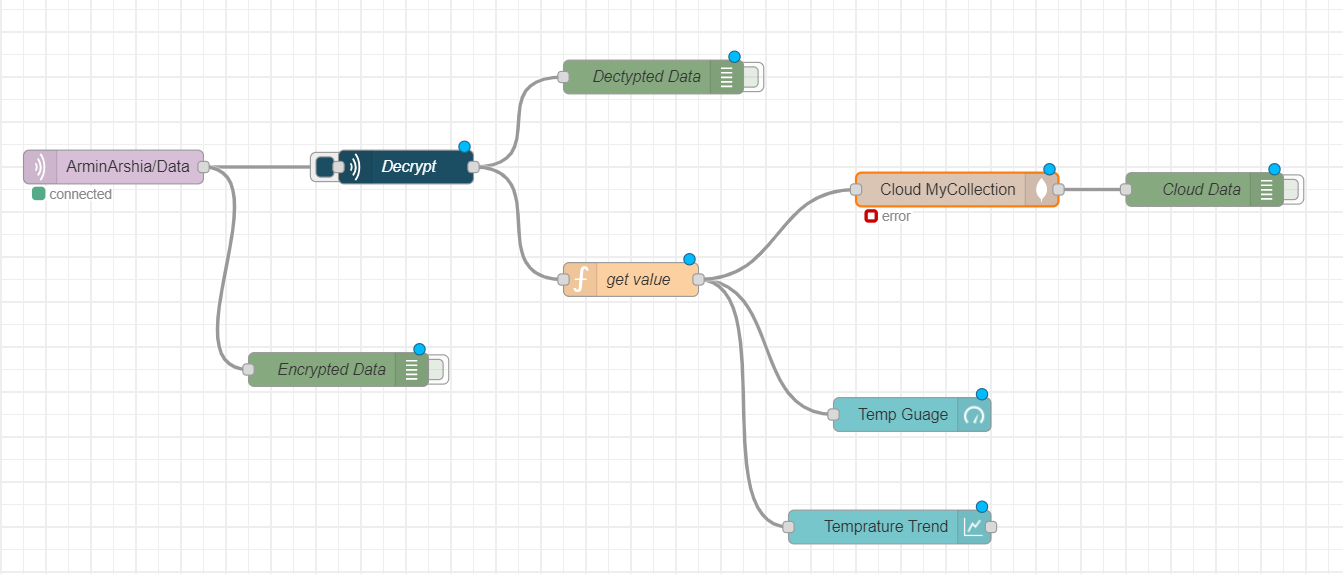 Dectypted Data
ArminArshia/Data
Decrypt
connected
Cloud MyCollection
Cloud Data
error
get value
Encrypted Data
Temp Guage
Temprature Trend